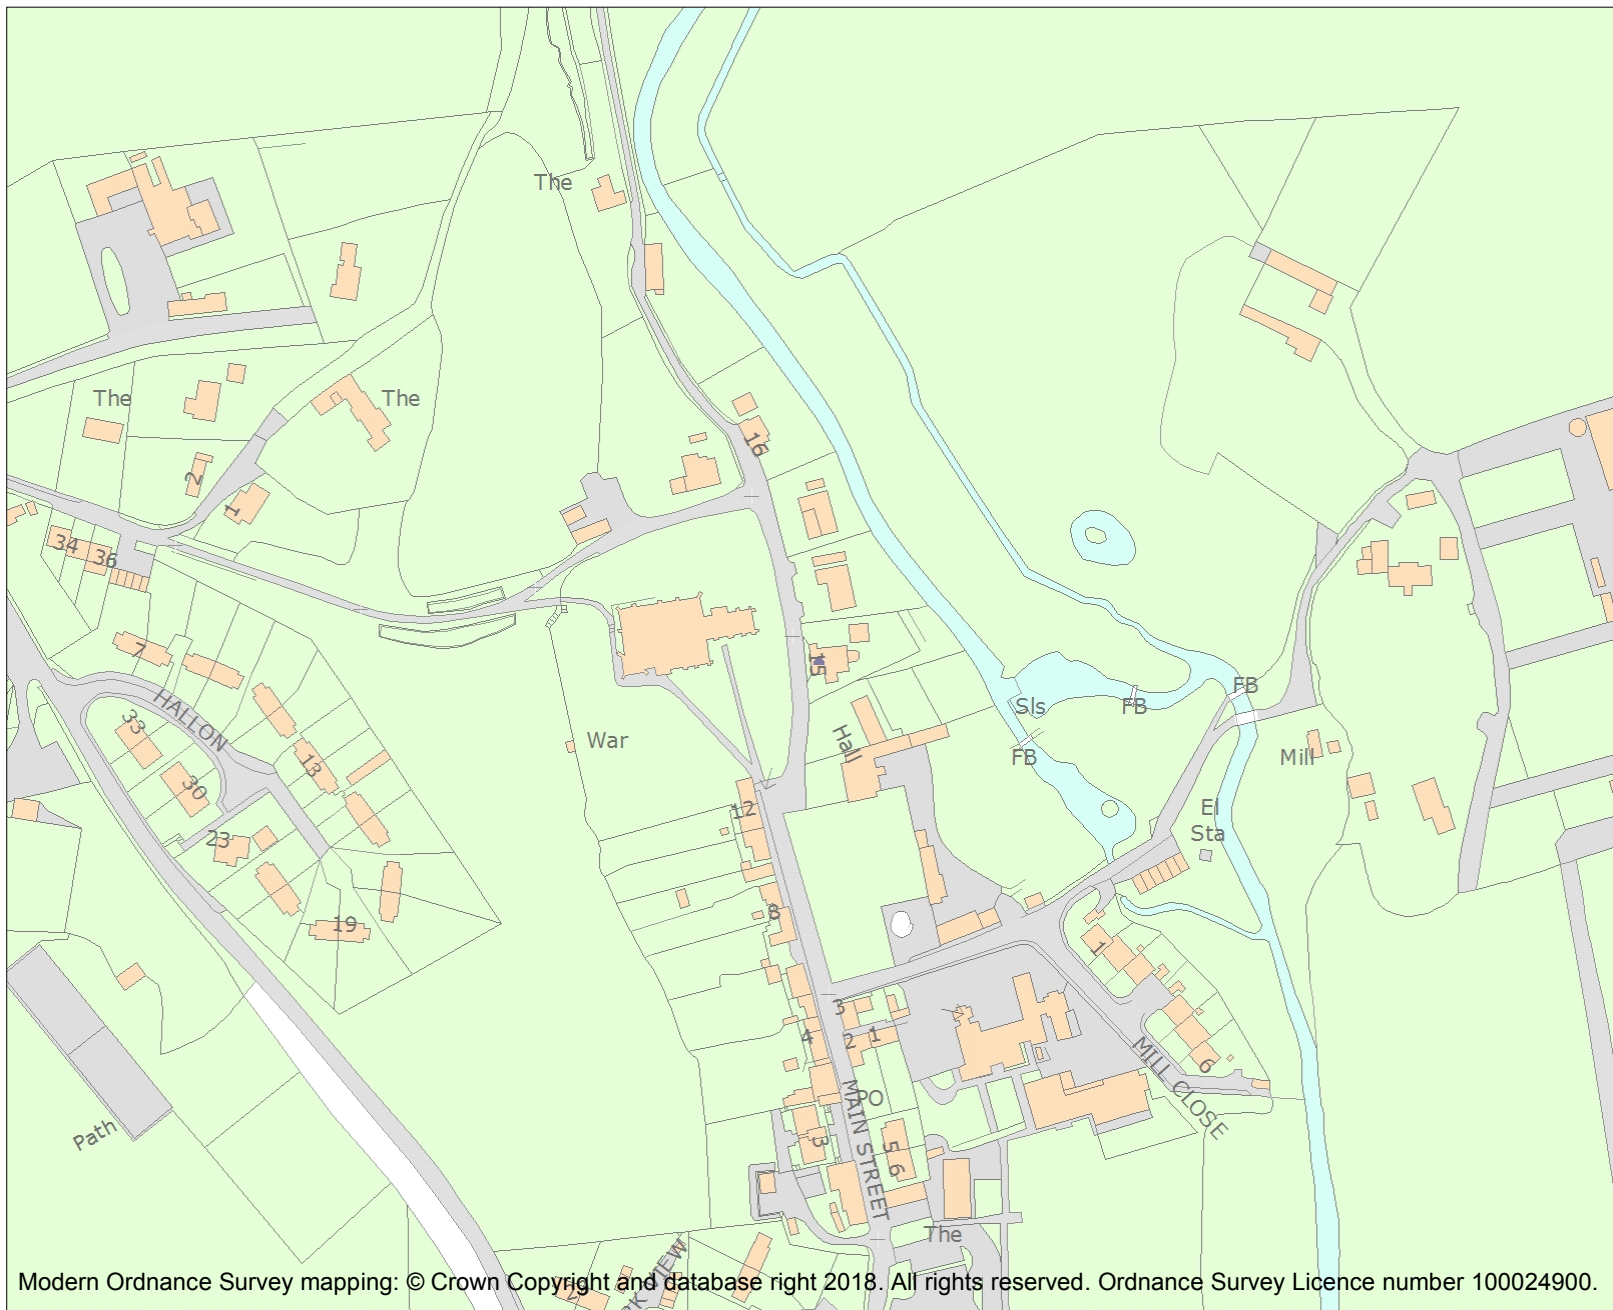 The
The
The
16
2
1
34
36
7
15
Sls
FB
FB
FB
HALLON
33
War
Hall
Mill
13
30
El
Sta
12
23
8
19
1
3
4
2
1
6
MILL CLOSE
PO
MAIN STREET
Path
3
5
6
The
RK VIEW
2
Modern Ordnance Survey mapping: © Crown Copyright and database right 2018. All rights reserved. Ordnance Survey Licence number 100024900.